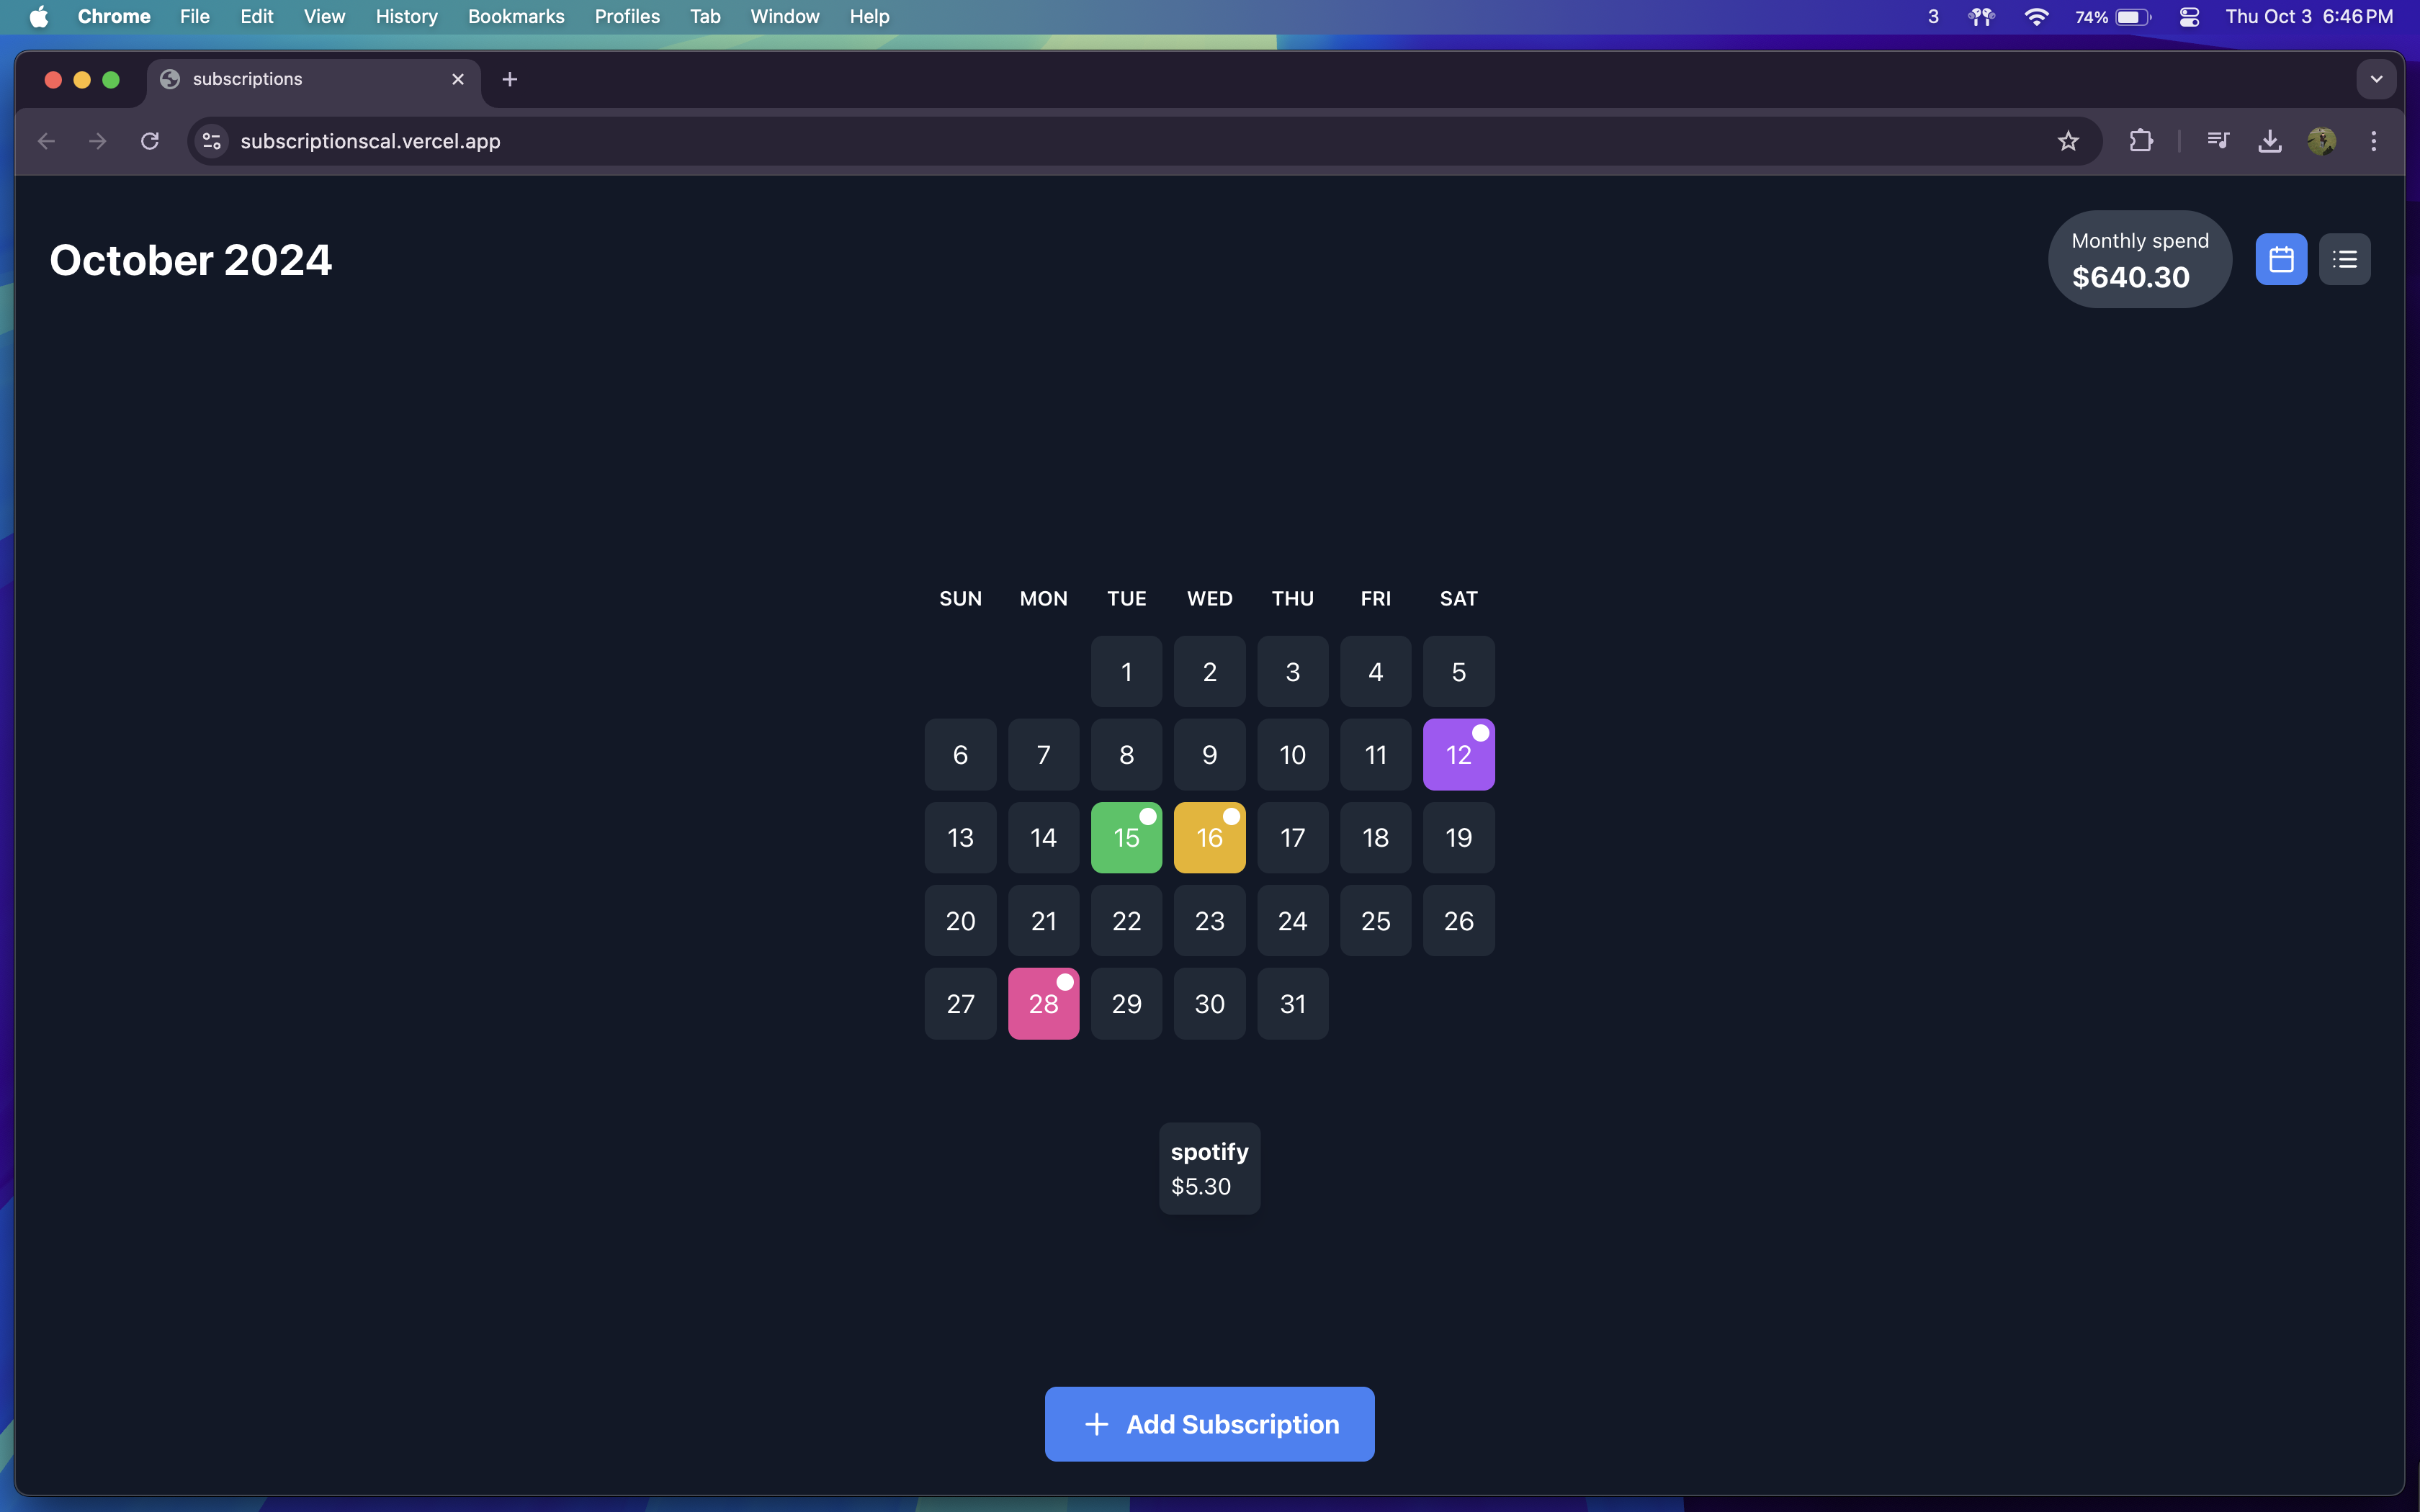 Chrome File Edit View History Bookmarks Profiles Tab Window Help 3 74% Thu Oct 3 6:46 PM
subscriptions
subscriptionscal.vercel.app
October 2024
Monthly spend
$640.30
SUN MON TUE WED THU FRI SAT
1 2 3 4 5
6 7 8 9 10 11 12
13 14 15 16 17 18 19
20 21 22 23 24 25 26
27 28 29 30 31
spotify
$5.30
Add Subscription